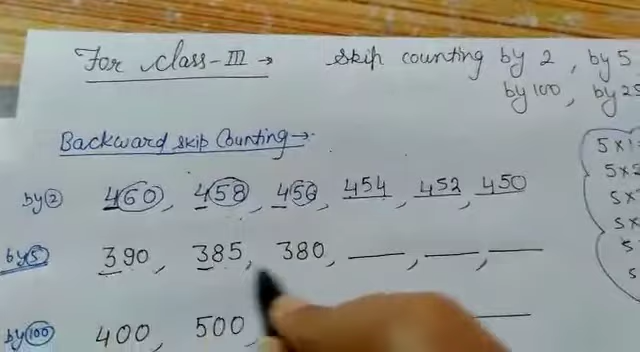 For Class-III → skip counting by 2, by 5
by 100, by 25
Backward skip Counting →
by 2 460, 458, 456, 454, 452, 450
by 5 390, 385, 380, ___, ___, ___
by 100 400, 500
5×1
5×2
5×
5×
5
5